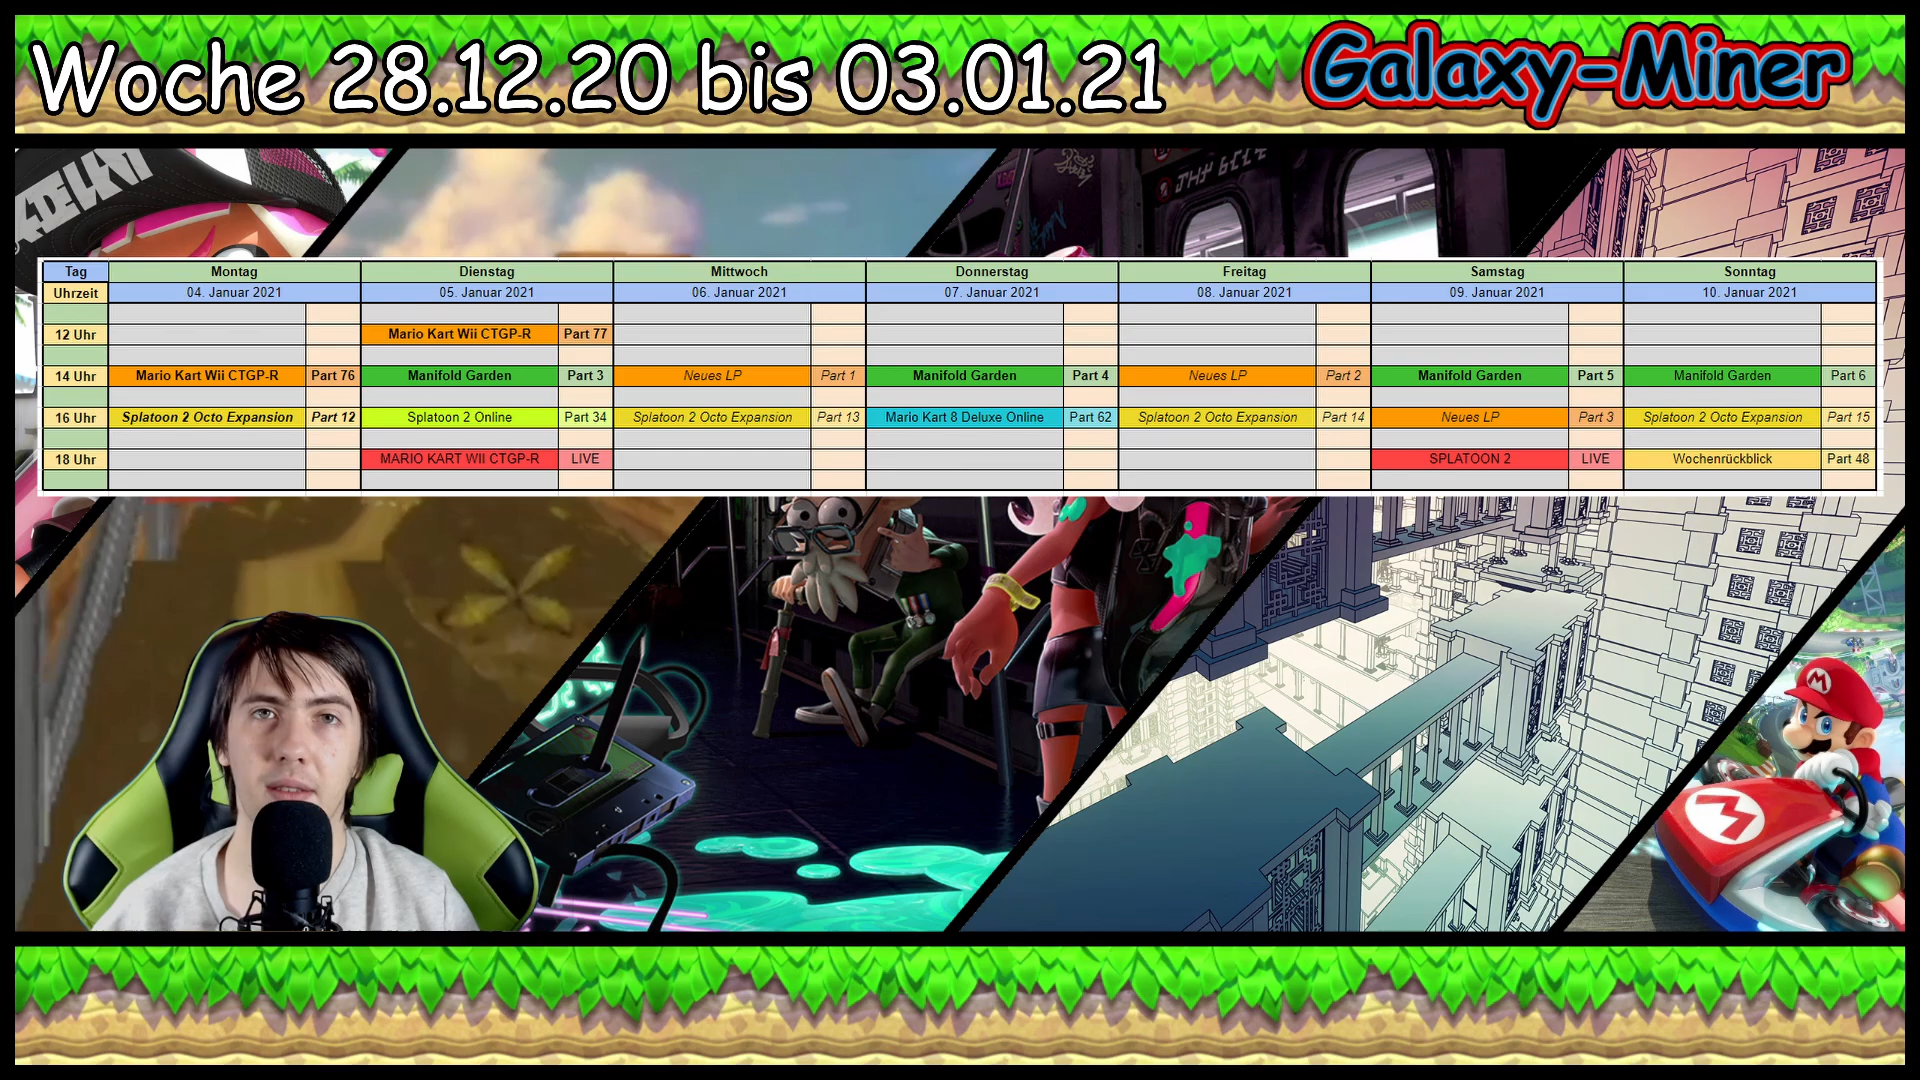 Woche 28.12.20 bis 03.01.21 Galaxy-Miner
Tag Montag Dienstag Mittwoch Donnerstag Freitag Samstag Sonntag
Uhrzeit 04. Januar 2021 05. Januar 2021 06. Januar 2021 07. Januar 2021 08. Januar 2021 09. Januar 2021 10. Januar 2021
12 Uhr Mario Kart Wii CTGP-R Part 77
14 Uhr Mario Kart Wii CTGP-R Part 76 Manifold Garden Part 3 Neues LP Part 1 Manifold Garden Part 4 Neues LP Part 2 Manifold Garden Part 5 Manifold Garden Part 6
16 Uhr Splatoon 2 Octo Expansion Part 12 Splatoon 2 Online Part 34 Splatoon 2 Octo Expansion Part 13 Mario Kart 8 Deluxe Online Part 62 Splatoon 2 Octo Expansion Part 14 Neues LP Part 3 Splatoon 2 Octo Expansion Part 15
18 Uhr MARIO KART WII CTGP-R LIVE SPLATOON 2 LIVE Wochenrückblick Part 48
M